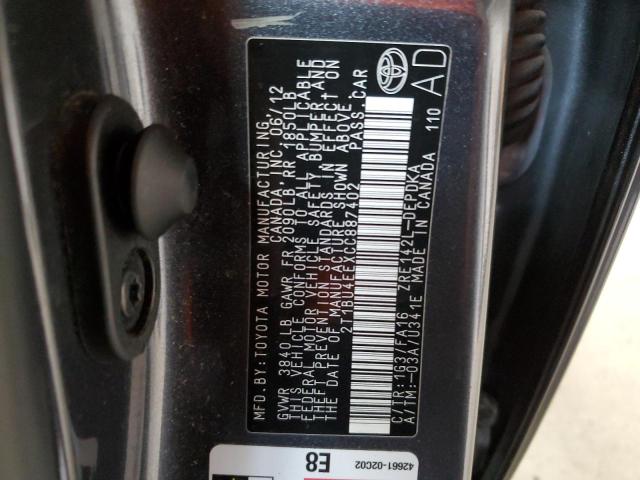 MFD.BY:TOYOTA MOTOR MANUFACTURING
CANADA,INC.06/12
GVWR 3840LB GAWR FR 2090LB,RR 1850LB
THIS VEHICLE CONFORMS TO ALL APPLICABLE
FEDERAL MOTOR VEHICLE SAFETY, BUMPER AND
THEFT PREVENTION STANDARDS IN EFFECT ON
THE DATE OF MANUFACTURE SHOWN ABOVE.
2T1BU4EEXCC887402 PASS.CAR
C/TR:1G3/FA16 ZRE142L-DEPDKA
A/TM:-03A/U341E MADE IN CANADA 110
AD
42661-02C02
E8